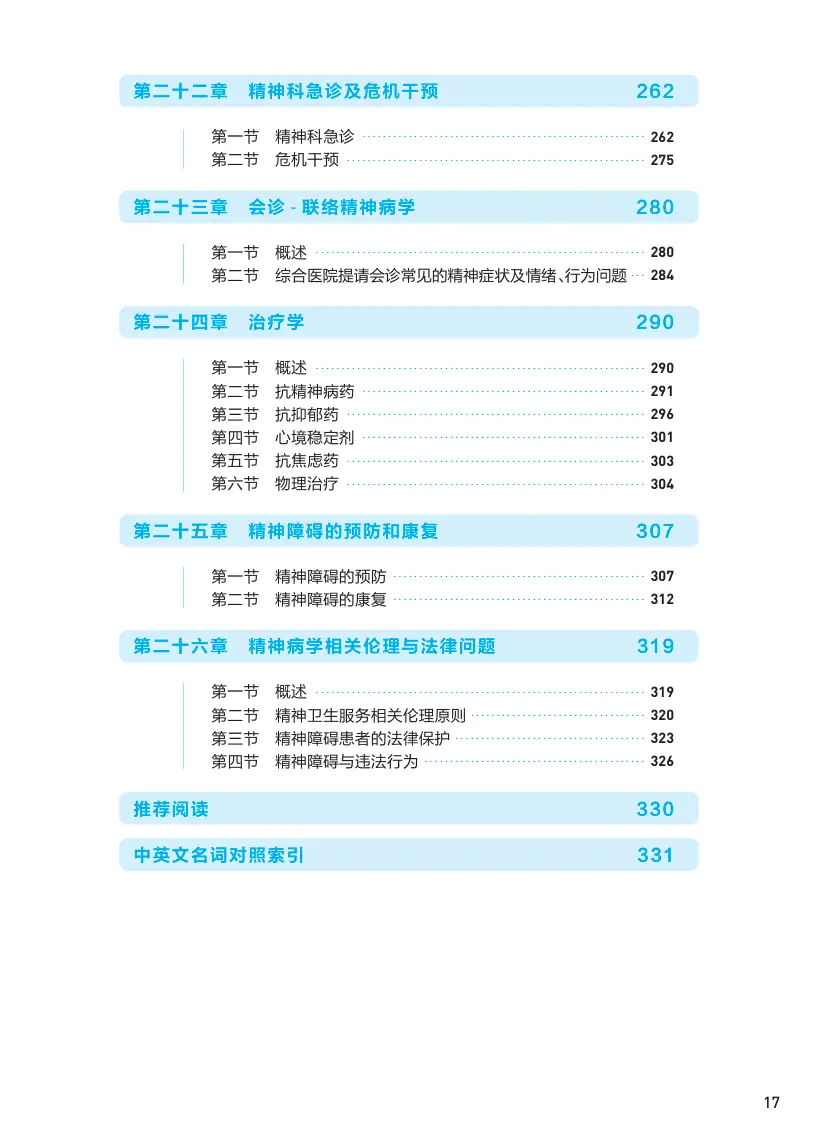 第二十二章 精神科急诊及危机干预 262
第一节 精神科急诊 262
第二节 危机干预 275
第二十三章 会诊 - 联络精神病学 280
第一节 概述 280
第二节 综合医院提请会诊常见的精神症状及情绪、行为问题 284
第二十四章 治疗学 290
第一节 概述 290
第二节 抗精神病药 291
第三节 抗抑郁药 296
第四节 心境稳定剂 301
第五节 抗焦虑药 303
第六节 物理治疗 304
第二十五章 精神障碍的预防和康复 307
第一节 精神障碍的预防 307
第二节 精神障碍的康复 312
第二十六章 精神病学相关伦理与法律问题 319
第一节 概述 319
第二节 精神卫生服务相关伦理原则 320
第三节 精神障碍患者的法律保护 323
第四节 精神障碍与违法行为 326
推荐阅读 330
中英文名词对照索引 331
17